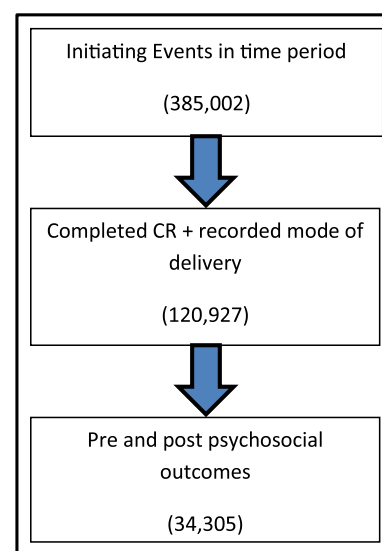 Initiating Events in time period
(385,002)
Completed CR + recorded mode of
delivery
(120,927)
Pre and post psychosocial
outcomes
(34,305)